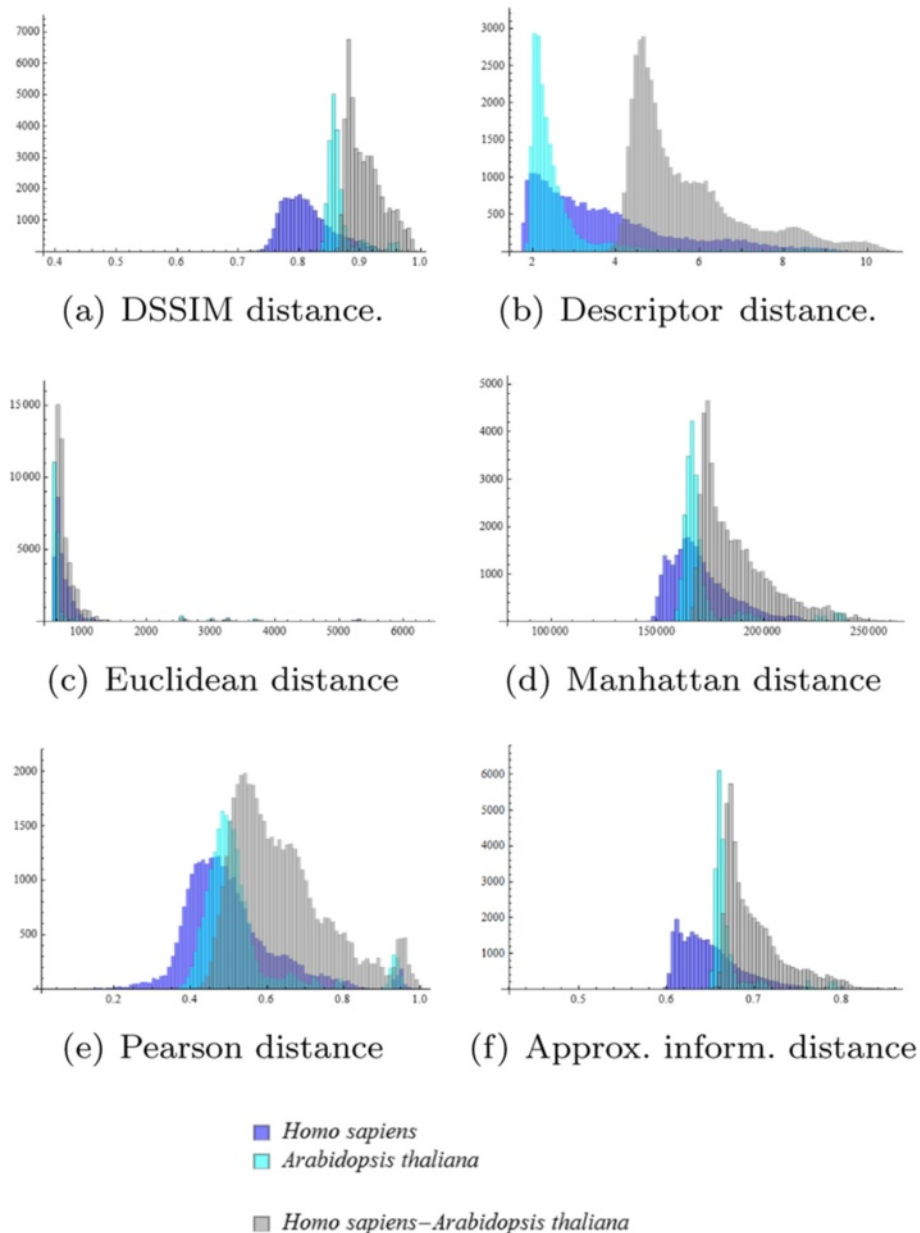 7000
6000
5000
4000
3000
2000
1000
0.4 0.5 0.6 0.7 0.8 0.9 1.0
(a) DSSIM distance.
3000
2500
2000
1500
1000
500
2 4 6 8 10
(b) Descriptor distance.
15000
10000
5000
1000 2000 3000 4000 5000 6000
(c) Euclidean distance
5000
4000
3000
2000
1000
100000 150000 200000 250000
(d) Manhattan distance
2000
1500
1000
500
0.2 0.4 0.6 0.8 1.0
(e) Pearson distance
6000
5000
4000
3000
2000
1000
0.5 0.6 0.7 0.8
(f) Approx. inform. distance
Homo sapiens
Arabidopsis thaliana
Homo sapiens–Arabidopsis thaliana